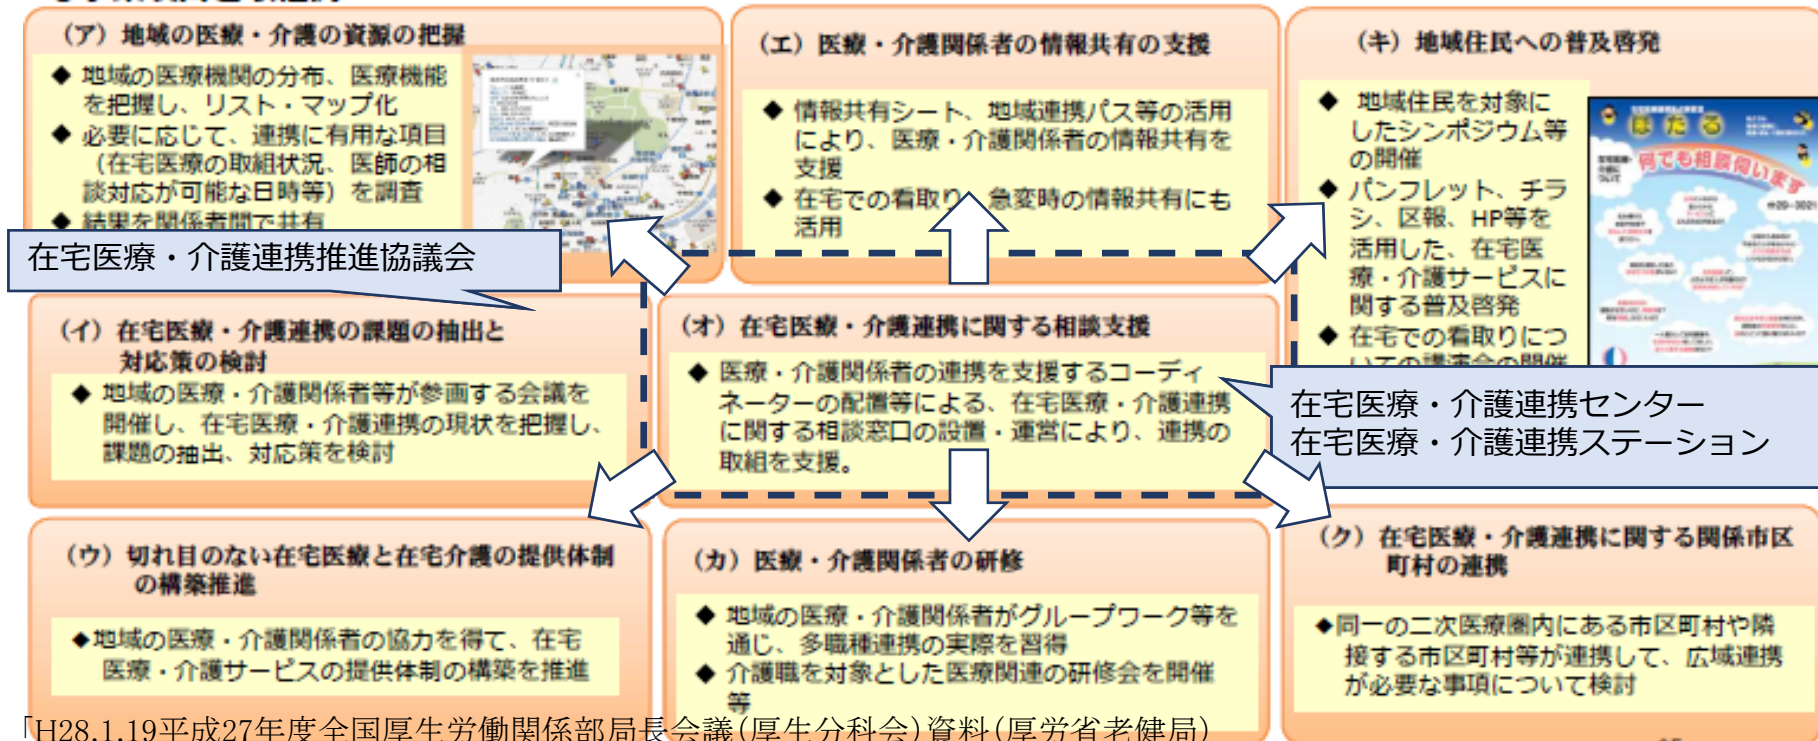 (ア) 地域の医療・介護の資源の把握
◆ 地域の医療機関の分布、医療機能
を把握し、リスト・マップ化
◆ 必要に応じて、連携に有用な項目
(在宅医療の取組状況、医師の相
談対応が可能な日時等) を調査
◆ 結果を関係者間で共有
在宅医療・介護連携推進協議会
(イ) 在宅医療・介護連携の課題の抽出と
対応策の検討
◆ 地域の医療・介護関係者等が参画する会議を
開催し、在宅医療・介護連携の現状を把握し、
課題の抽出、対応策を検討
(ウ) 切れ目のない在宅医療と在宅介護の提供体制
の構築推進
◆地域の医療・介護関係者の協力を得て、在宅
医療・介護サービスの提供体制の構築を推進
(エ) 医療・介護関係者の情報共有の支援
◆ 情報共有シート、地域連携パス等の活用
により、医療・介護関係者の情報共有を
支援
◆ 在宅での看取り、急変時の情報共有にも
活用
(オ) 在宅医療・介護連携に関する相談支援
◆ 医療・介護関係者の連携を支援するコーディ
ネーターの配置等による、在宅医療・介護連携
に関する相談窓口の設置・運営により、連携の
取組を支援。
(カ) 医療・介護関係者の研修
◆ 地域の医療・介護関係者がグループワーク等を
通じ、多職種連携の実際を習得
◆ 介護職を対象とした医療関連の研修会を開催
等
(キ) 地域住民への普及啓発
◆ 地域住民を対象に
したシンポジウム等
の開催
◆ パンフレット、チラ
シ、区報、HP等を
活用した、在宅医
療・介護サービスに
関する普及啓発
◆ 在宅での看取りにつ
いての講演会の開催
ほたる
何でも相談伺います
☎29-3021
在宅医療・介護連携センター
在宅医療・介護連携ステーション
(ク) 在宅医療・介護連携に関する関係市区
町村の連携
◆同一の二次医療圏内にある市区町村や隣
接する市区町村等が連携して、広域連携
が必要な事項について検討
「H28.1.19平成27年度全国厚生労働関係部局長会議(厚生分科会)資料(厚労省老健局)